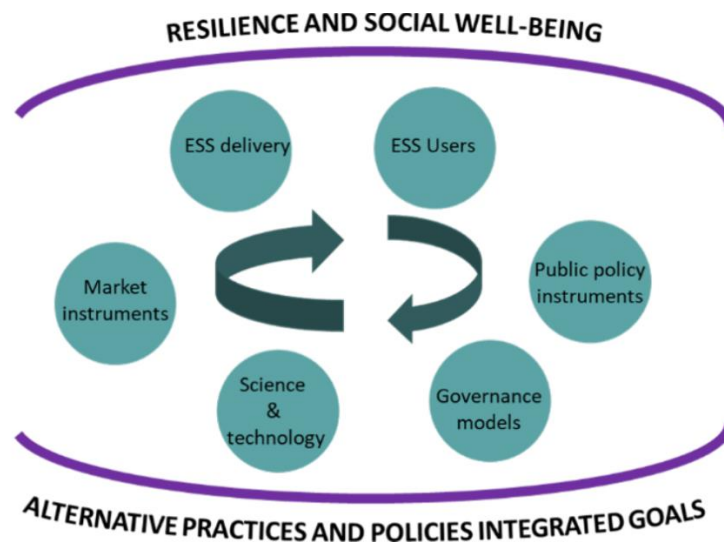 RESILIENCE AND SOCIAL WELL-BEING
ESS delivery
ESS Users
Market
instruments
Public policy
instruments
Science
&
technology
Governance
models
ALTERNATIVE PRACTICES AND POLICIES INTEGRATED GOALS